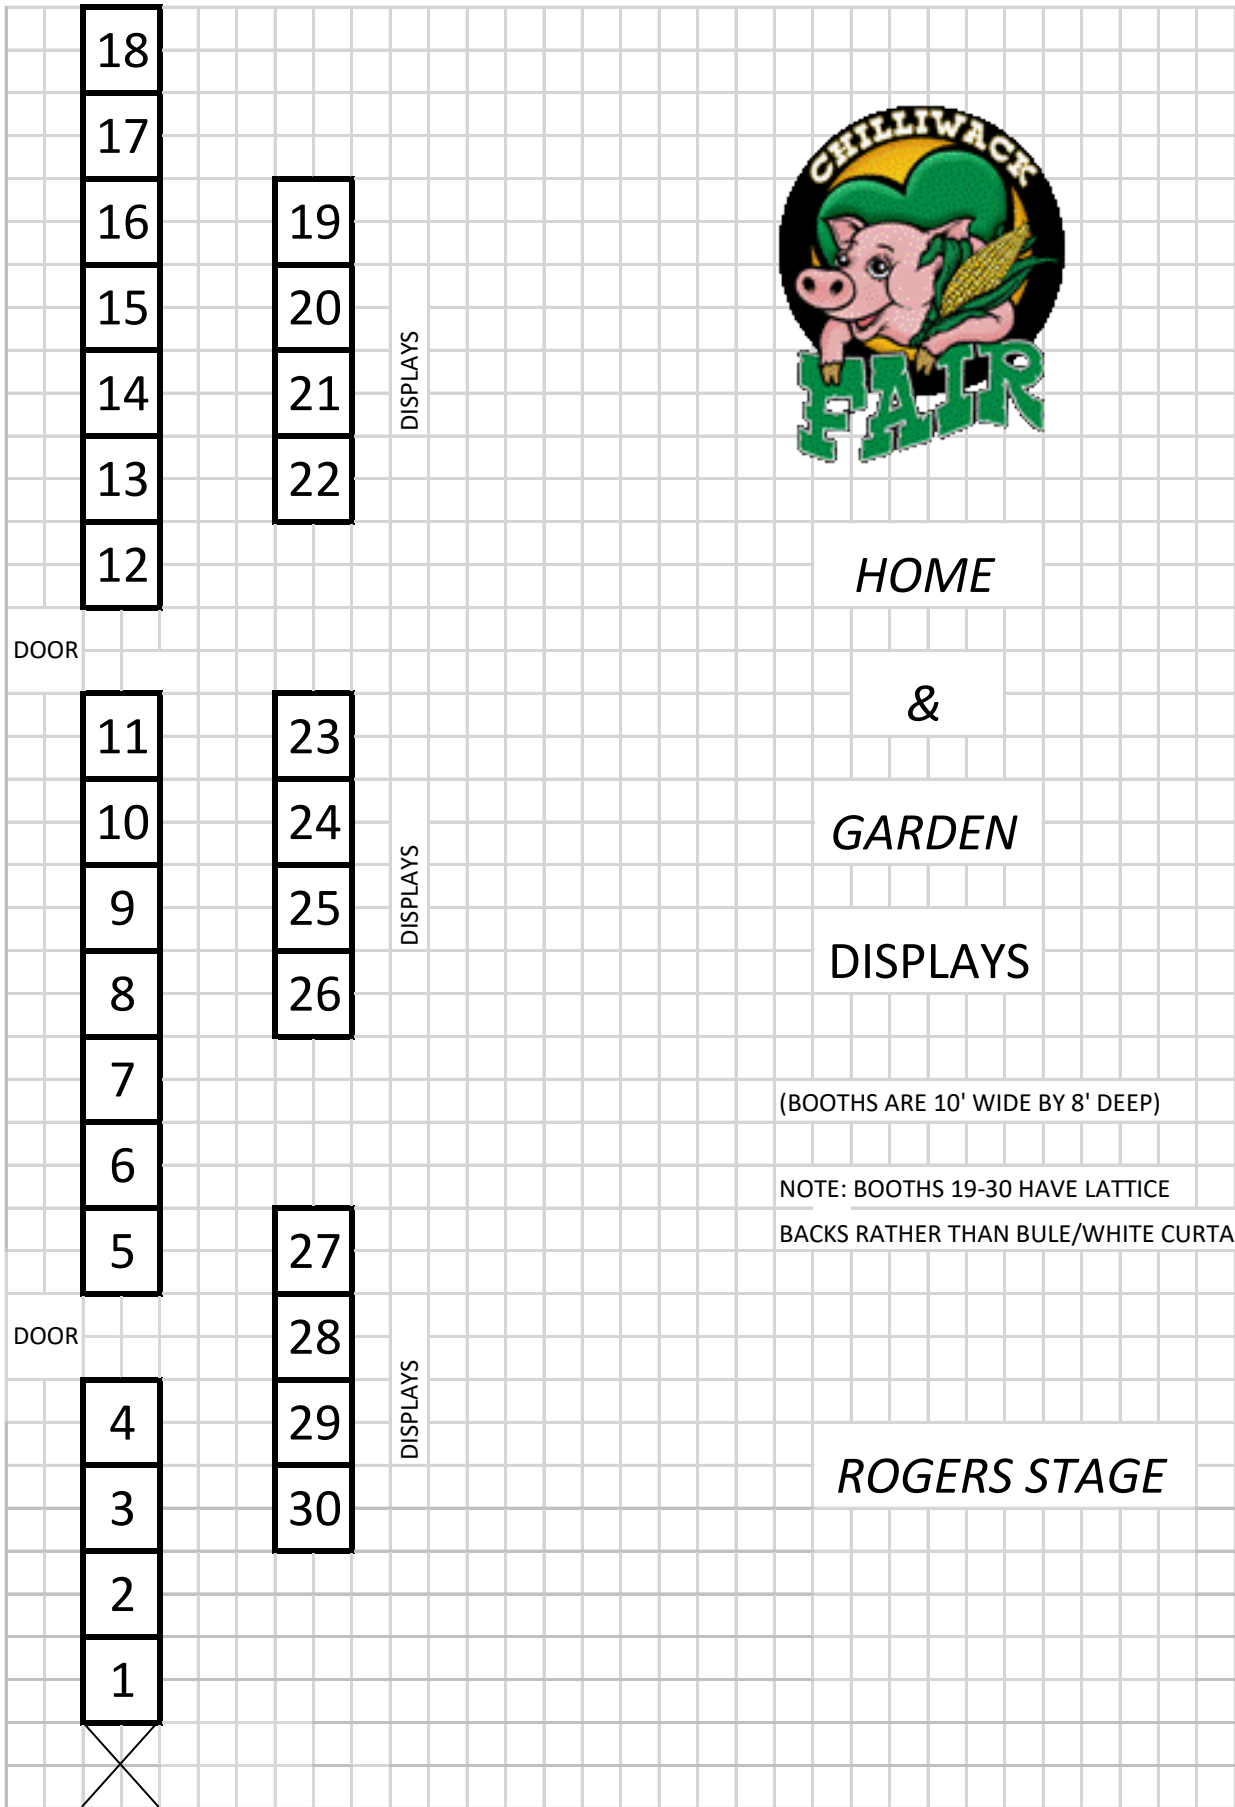 18
17
16
15
14
13
12
DOOR
11
10
9
8
7
6
5
DOOR
4
3
2
1
19
20
21
22
23
24
25
26
27
28
29
30
DISPLAYS
DISPLAYS
DISPLAYS
CHILLIWACK
FAIR
HOME
&
GARDEN
DISPLAYS
(BOOTHS ARE 10' WIDE BY 8' DEEP)
NOTE: BOOTHS 19-30 HAVE LATTICE
BACKS RATHER THAN BULE/WHITE CURTA
ROGERS STAGE